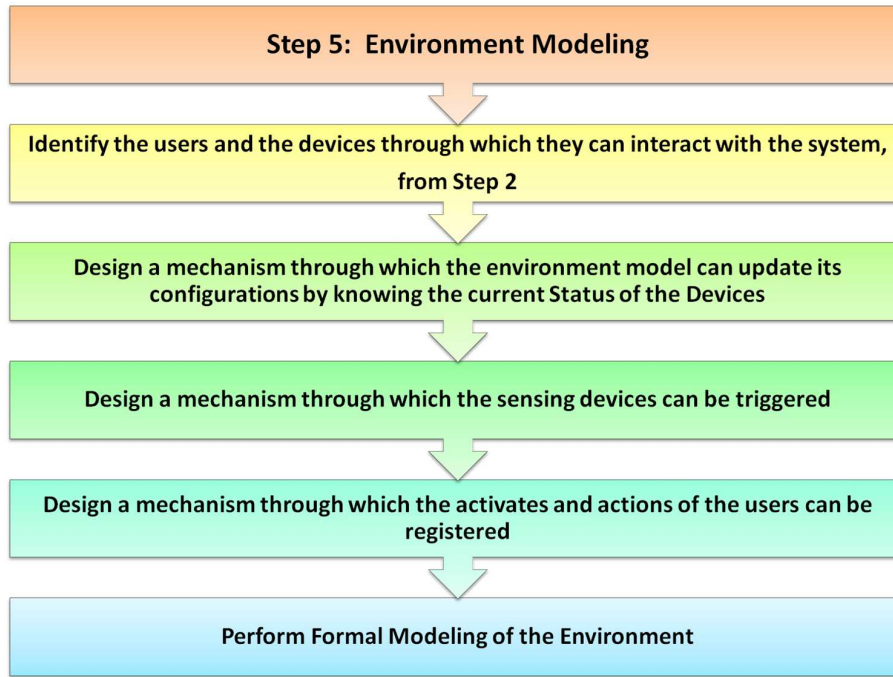 Step 5:  Environment Modeling
Identify the users and the devices through which they can interact with the system,
from Step 2
Design a mechanism through which the environment model can update its
configurations by knowing the current Status of the Devices
Design a mechanism through which the sensing devices can be triggered
Design a mechanism through which the activates and actions of the users can be
registered
Perform Formal Modeling of the Environment